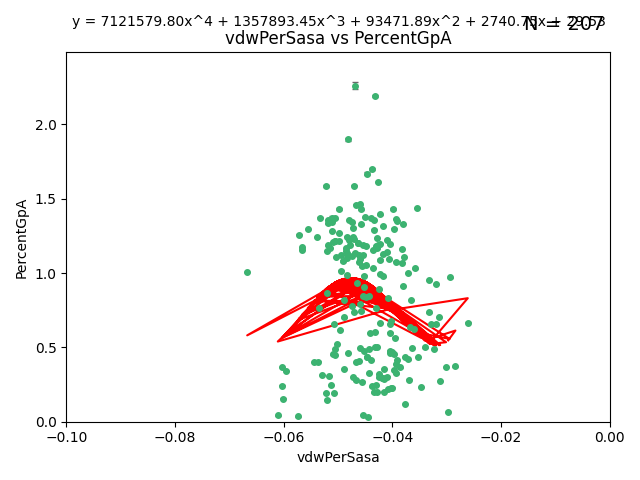 y = 7121579.80x^4 + 1357893.45x^3 + 93471.89x^2 + 2740.75x + 29.58
N = 207
vdwPerSasa vs PercentGpA
PercentGpA
2.0
1.5
1.0
0.5
0.0
−0.10 −0.08 −0.06 −0.04 −0.02 0.00
vdwPerSasa